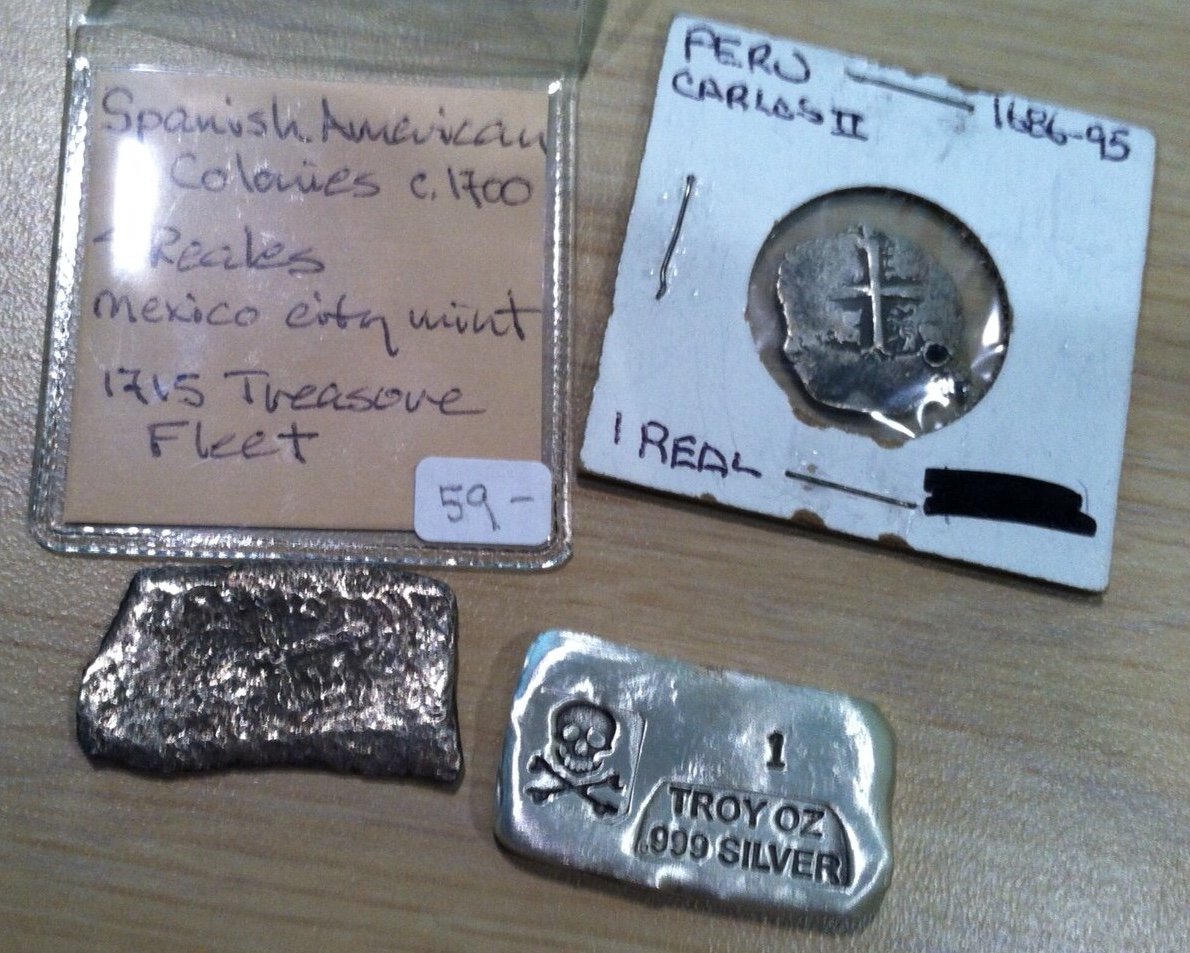 Spanish American
Colonies c.1700
4 Reales
Mexico city mint
1715 Treasure
Fleet
59-
PERU
CARLOS II
1686-95
1 REAL
1
TROY OZ
.999 SILVER